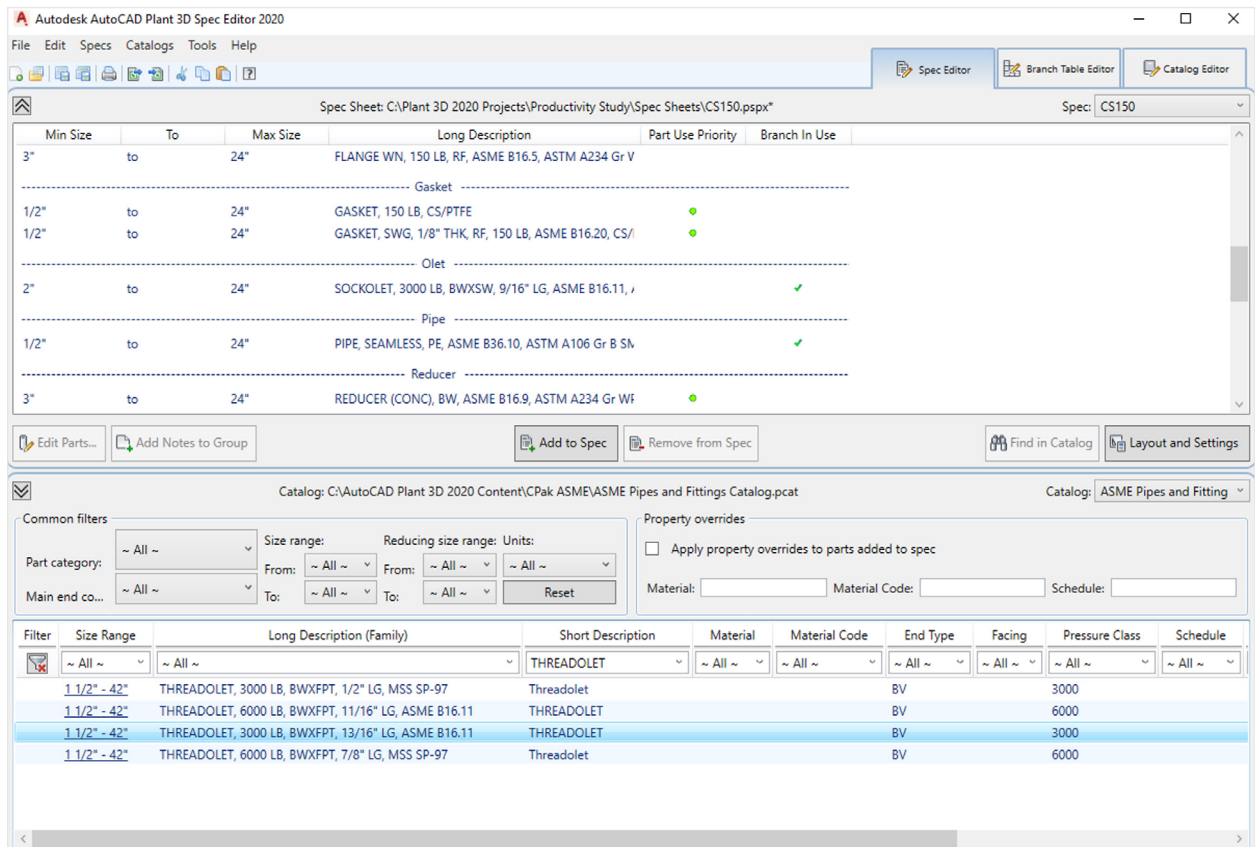 Autodesk AutoCAD Plant 3D Spec Editor 2020
File Edit Specs Catalogs Tools Help
Spec Editor Branch Table Editor Catalog Editor
Spec Sheet: C:\Plant 3D 2020 Projects\Productivity Study\Spec Sheets\CS150.pspx* Spec: CS150
Min Size To Max Size Long Description Part Use Priority Branch In Use
3" to 24" FLANGE WN, 150 LB, RF, ASME B16.5, ASTM A234 Gr
Gasket
1/2" to 24" GASKET, 150 LB, CS/PTFE
1/2" to 24" GASKET, SWG, 1/8" THK, RF, 150 LB, ASME B16.20, CS/
Olet
2" to 24" SOCKOLET, 3000 LB, BWXSW, 9/16" LG, ASME B16.11,
Pipe
1/2" to 24" PIPE, SEAMLESS, PE, ASME B36.10, ASTM A106 Gr B
Reducer
3" to 24" REDUCER (CONC), BW, ASME B16.9, ASTM A234 Gr
Edit Parts... Add Notes to Group Add to Spec Remove from Spec Find in Catalog Layout and Settings
Catalog: C:\AutoCAD Plant 3D 2020 Content\CPak ASME\ASME Pipes and Fittings Catalog.pcat Catalog: ASME Pipes and Fitting
Common filters Property overrides
Part category: ~ All ~ Size range: Reducing size range: Units: Apply property overrides to parts added to spec
From: ~ All ~ From: ~ All ~ ~ All ~
Main end co... ~ All ~ To: ~ All ~ To: ~ All ~ Reset Material: Material Code: Schedule:
Filter Size Range Long Description (Family) Short Description Material Material Code End Type Facing Pressure Class Schedule
~ All ~ ~ All ~ THREADOLET ~ All ~ ~ All ~ ~ All ~ ~ All ~ ~ All ~ ~ All ~
1 1/2" - 42" THREADOLET, 3000 LB, BWXFPT, 1/2" LG, MSS SP-97 Threadolet BV 3000
1 1/2" - 42" THREADOLET, 6000 LB, BWXFPT, 11/16" LG, ASME B16.11 THREADOLET BV 6000
1 1/2" - 42" THREADOLET, 3000 LB, BWXFPT, 13/16" LG, ASME B16.11 THREADOLET BV 3000
1 1/2" - 42" THREADOLET, 6000 LB, BWXFPT, 7/8" LG, MSS SP-97 Threadolet BV 6000